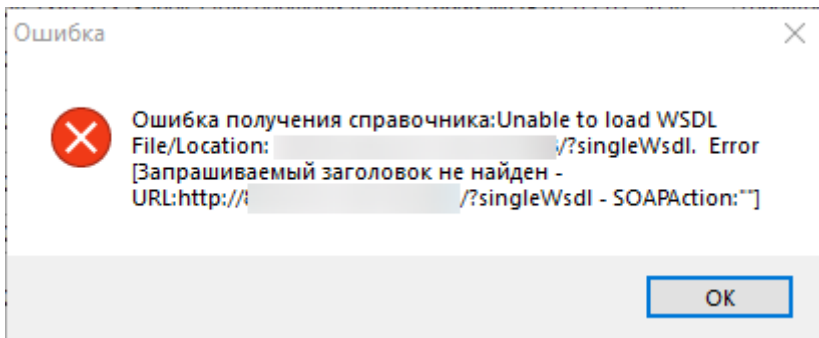 Ошибка
Ошибка получения справочника:Unable to load WSDL
File/Location: /?singleWsdl. Error
[Запрашиваемый заголовок не найден -
URL:http:// /?singleWsdl - SOAPAction:""]
OK